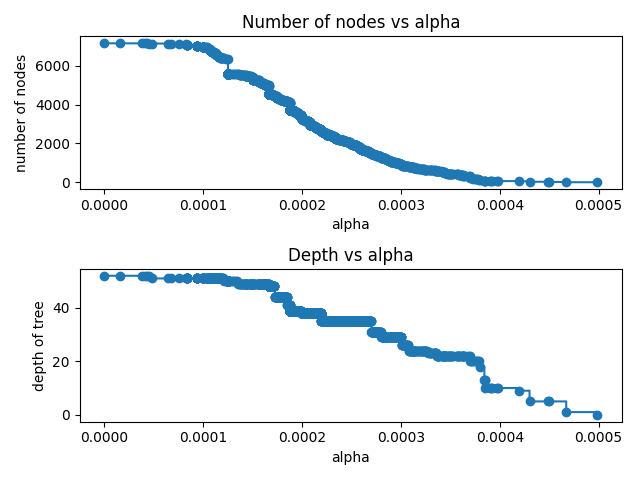 Number of nodes vs alpha
number of nodes
6000
4000
2000
0
0.0000 0.0001 0.0002 0.0003 0.0004 0.0005
alpha
Depth vs alpha
depth of tree
40
20
0
0.0000 0.0001 0.0002 0.0003 0.0004 0.0005
alpha